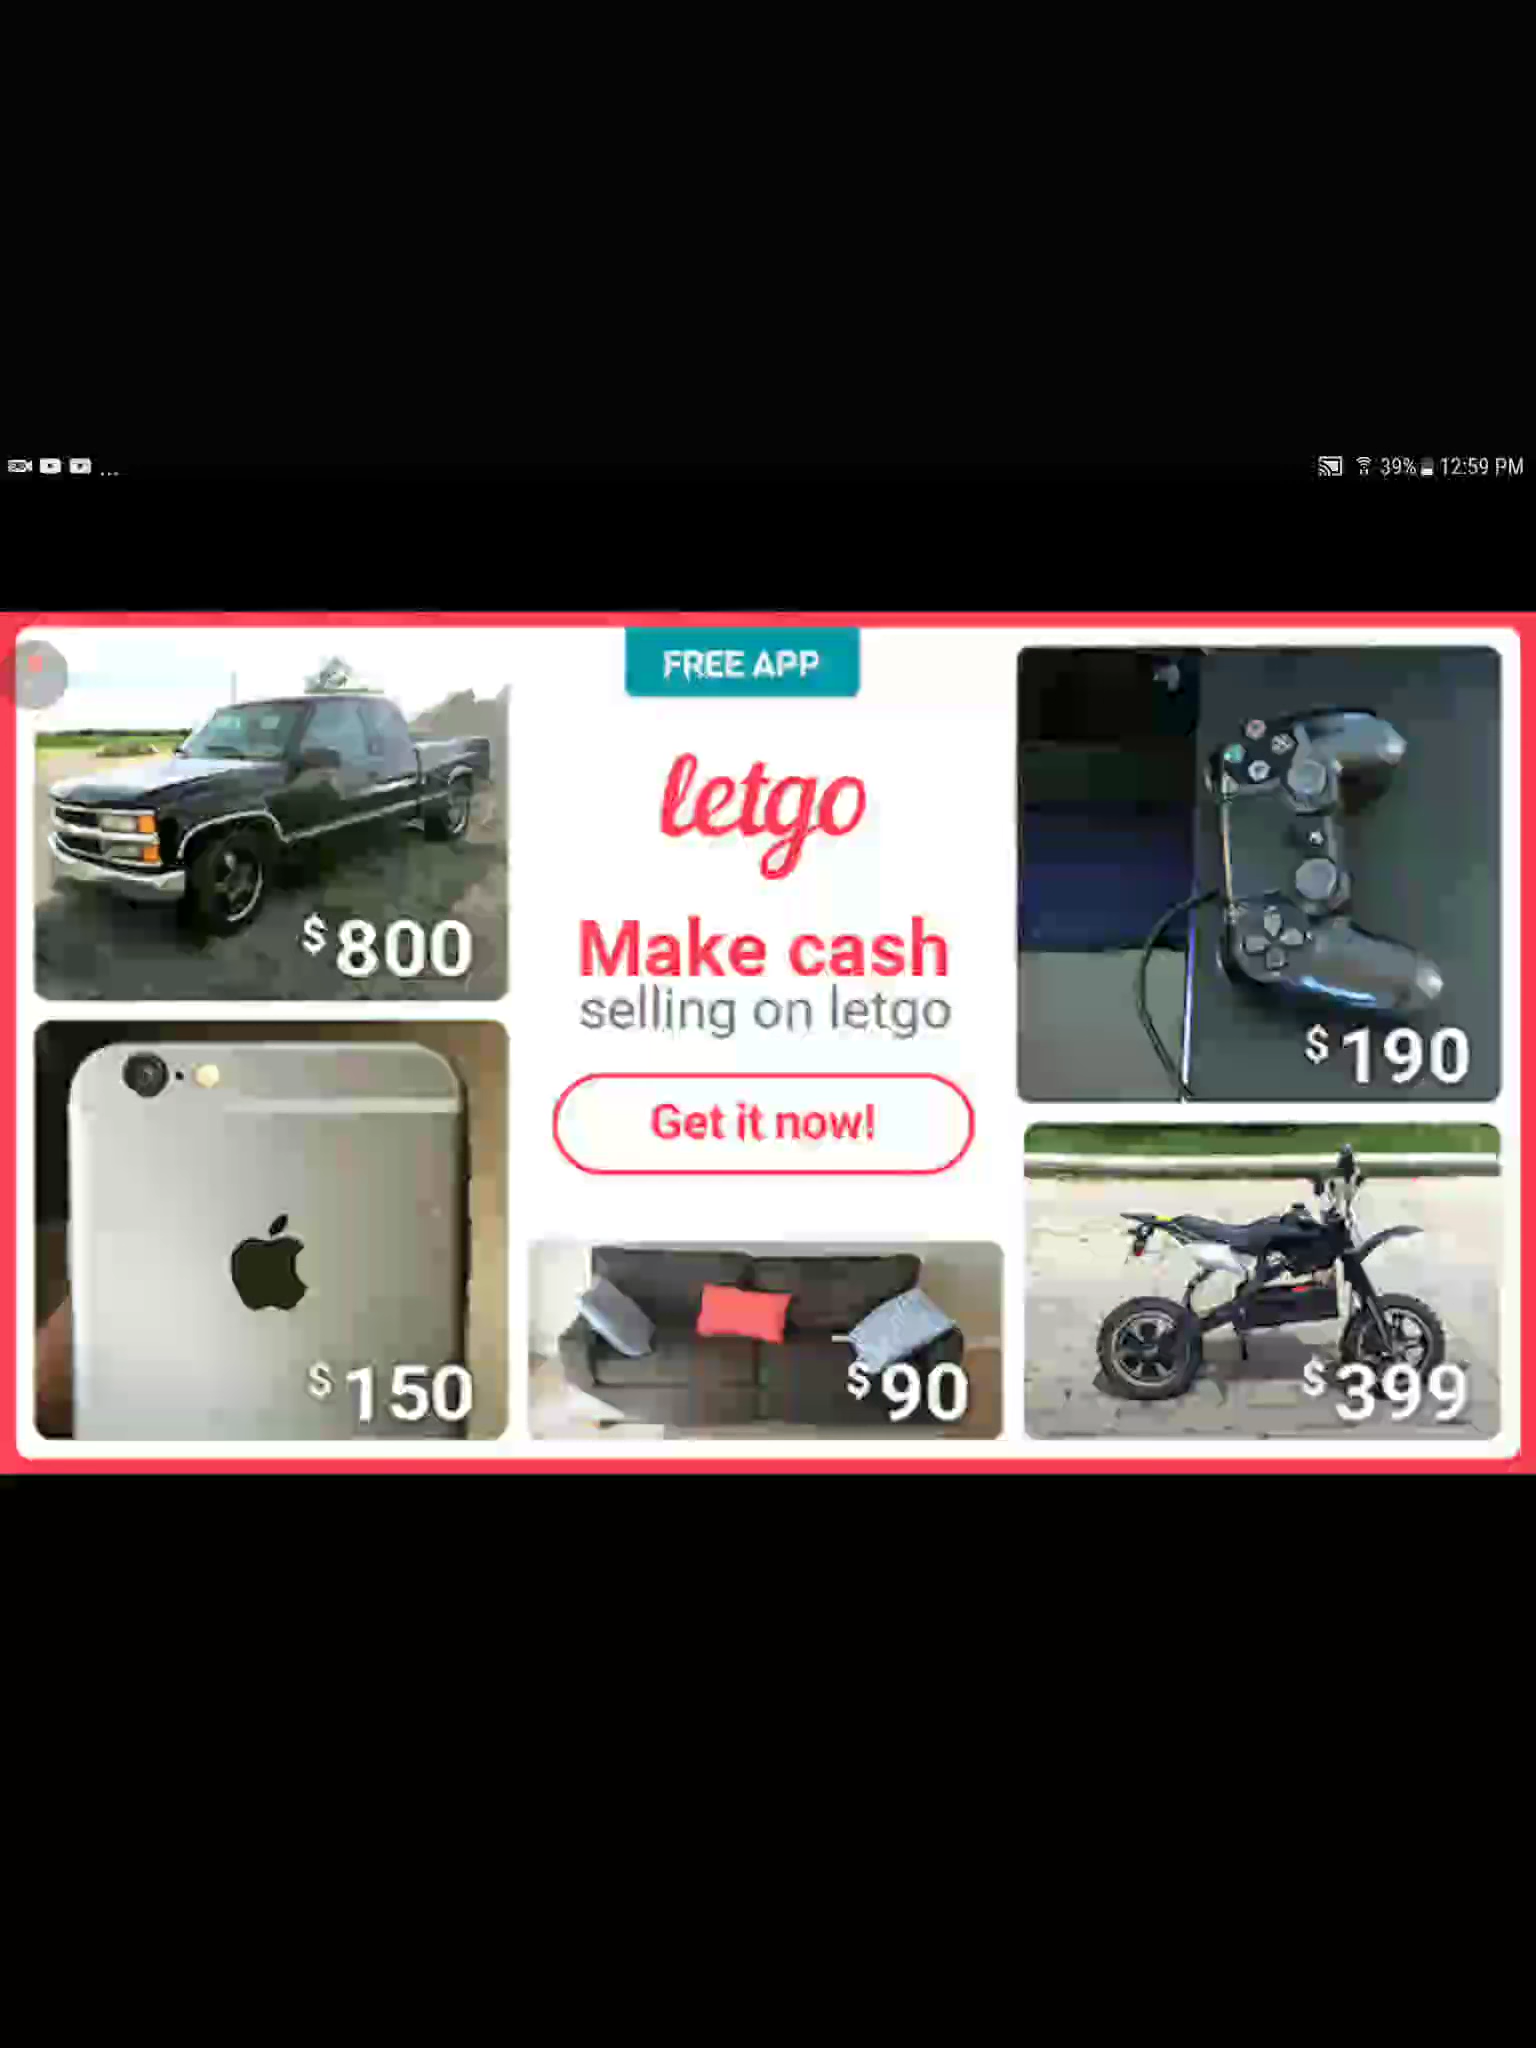 ... 39% 12:59 PM
FREE APP
letgo
Make cash
selling on letgo
Get it now!
$800
$150
$90
$190
$399